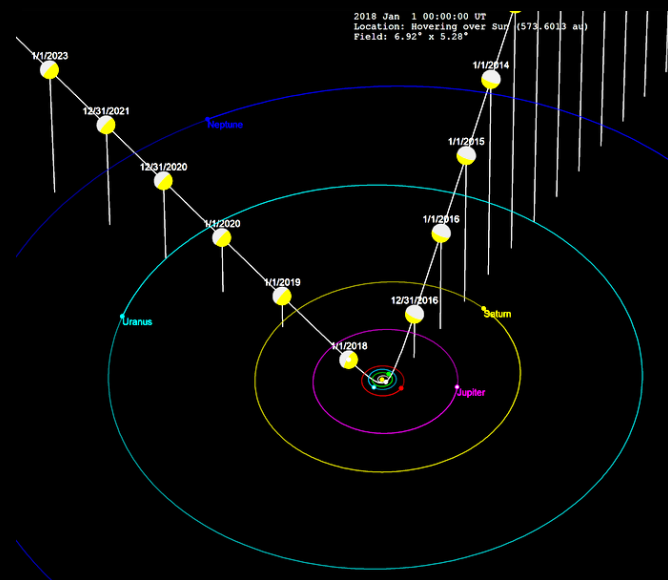 2018 Jan 1 00:00:00 UT
Location: Hovering over Sun (573.6013 au)
Field: 6.92° x 5.28°
1/1/2023
1/1/2014
12/31/2021
Neptune
1/1/2015
12/31/2020
1/1/2016
1/1/2020
1/1/2019
12/31/2016
Saturn
Uranus
1/1/2018
Jupiter